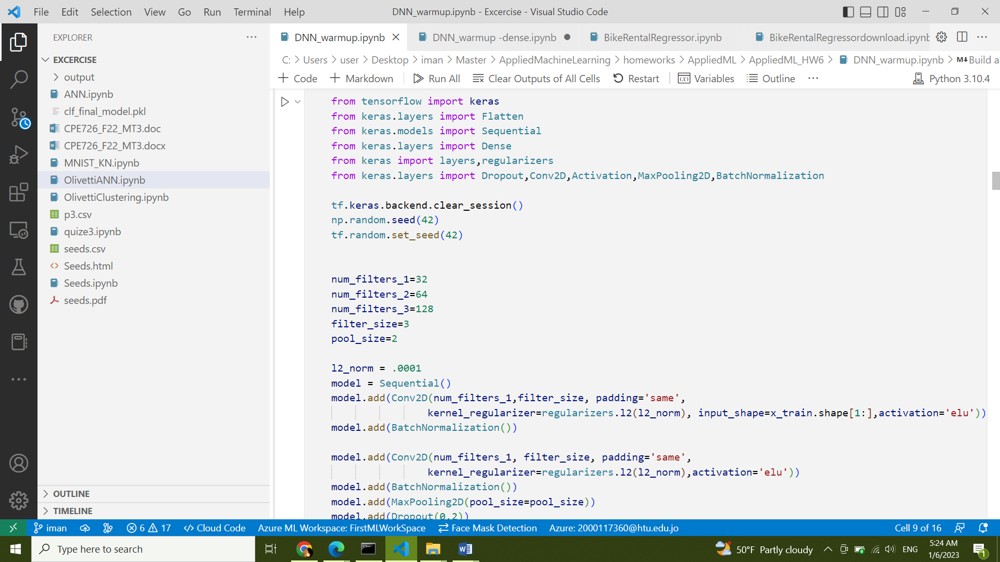 File Edit Selection View Go Run Terminal Help
DNN_warmup.ipynb - Excercise - Visual Studio Code
EXPLORER
EXCERCISE
output
ANN.ipynb
clf_final_model.pkl
CPE726_F22_MT3.doc
CPE726_F22_MT3.docx
MNIST_KN.ipynb
OlivettiANN.ipynb
OlivettiClustering.ipynb
p3.csv
quize3.ipynb
seeds.csv
Seeds.html
Seeds.ipynb
seeds.pdf
OUTLINE
TIMELINE
DNN_warmup.ipynb DNN_warmup -dense.ipynb BikeRentalRegressor.ipynb BikeRentalRegressordownload.ipynb
C: > Users > user > Desktop > iman > Master > AppliedMachineLearning > homeworks > AppliedML > AppliedML_HW6 > DNN_warmup.ipynb > M↓Build a
+ Code + Markdown Run All Clear Outputs of All Cells Restart Variables Outline ... Python 3.10.4
from tensorflow import keras
from keras.layers import Flatten
from keras.models import Sequential
from keras.layers import Dense
from keras import layers,regularizers
from keras.layers import Dropout,Conv2D,Activation,MaxPooling2D,BatchNormalization
tf.keras.backend.clear_session()
np.random.seed(42)
tf.random.set_seed(42)
num_filters_1=32
num_filters_2=64
num_filters_3=128
filter_size=3
pool_size=2
l2_norm = .0001
model = Sequential()
model.add(Conv2D(num_filters_1,filter_size, padding='same',
kernel_regularizer=regularizers.l2(l2_norm), input_shape=x_train.shape[1:],activation='elu'))
model.add(BatchNormalization())
model.add(Conv2D(num_filters_1, filter_size, padding='same',
kernel_regularizer=regularizers.l2(l2_norm),activation='elu'))
model.add(BatchNormalization())
model.add(MaxPooling2D(pool_size=pool_size))
model.add(Dropout(0.2))
iman 6 17 Cloud Code Azure ML Workspace: FirstMLWorkSpace Face Mask Detection Azure: 2000117360@htu.edu.jo Cell 9 of 16
Type here to search
50°F Partly cloudy ENG
5:24 AM
1/6/2023
1